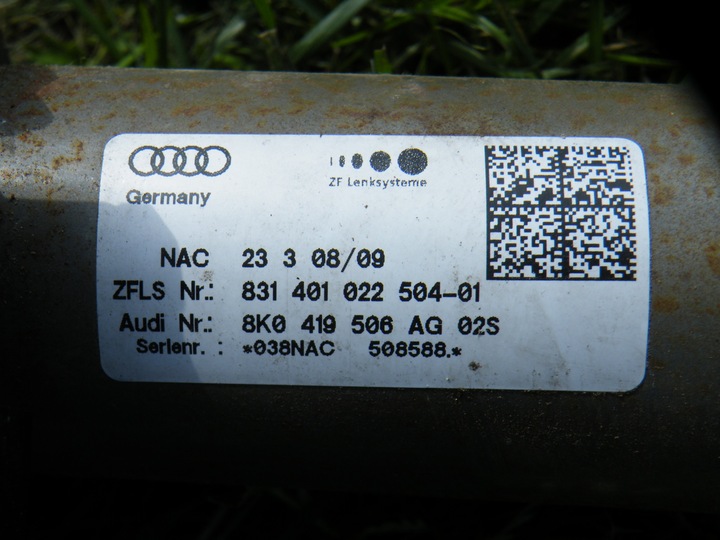 Germany
ZF Lenksysteme
NAC 23 3 08/09
ZFLS Nr.: 831 401 022 504-01
Audi Nr.: 8K0 419 506 AG 02S
Serienr. : *038NAC 508588.*